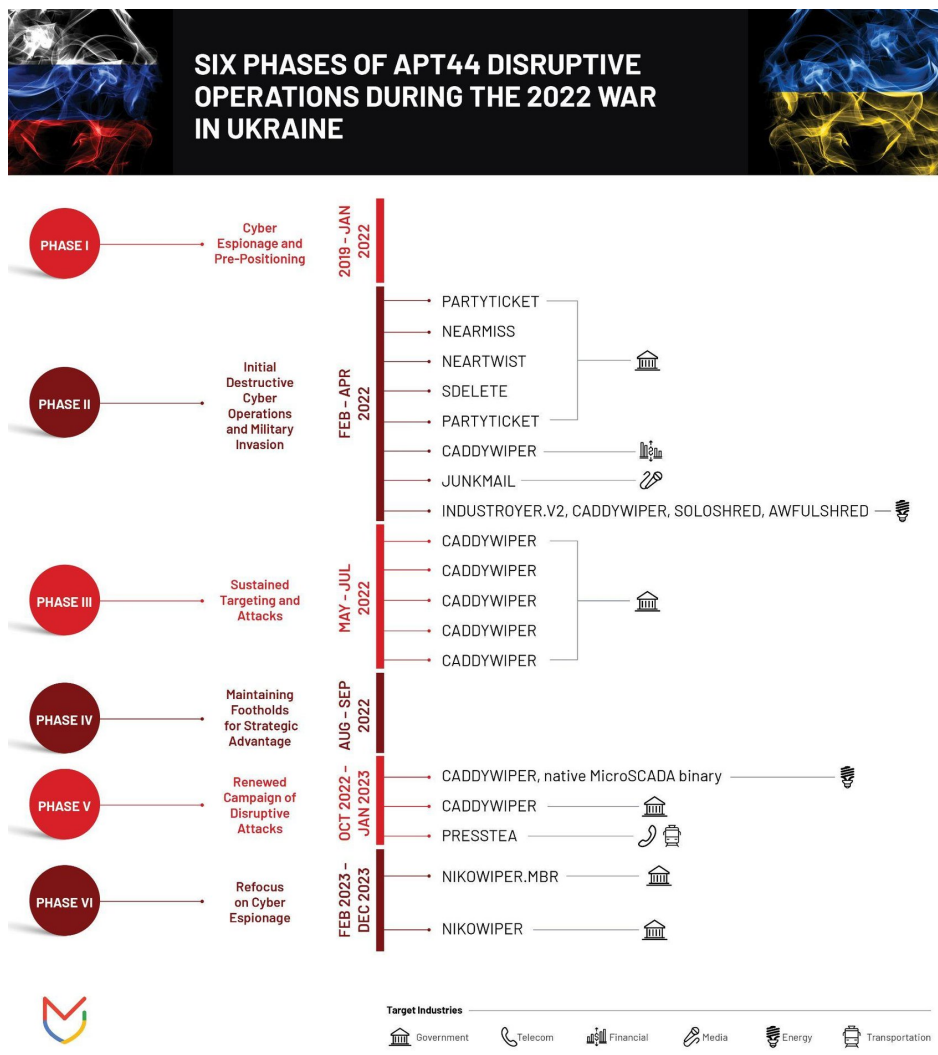 SIX PHASES OF APT44 DISRUPTIVE
OPERATIONS DURING THE 2022 WAR
IN UKRAINE
PHASE I
Cyber
Espionage and
Pre-Positioning
2019 - JAN
2022
PHASE II
Initial
Destructive
Cyber
Operations
and Military
Invasion
FEB - APR
2022
PARTYTICKET
NEARMISS
NEARTWIST
SDELETE
PARTYTICKET
CADDYWIPER
JUNKMAIL
INDUSTROYER.V2, CADDYWIPER, SOLOSHRED, AWFULSHRED
PHASE III
Sustained
Targeting and
Attacks
MAY - JUL
2022
CADDYWIPER
CADDYWIPER
CADDYWIPER
CADDYWIPER
CADDYWIPER
PHASE IV
Maintaining
Footholds
for Strategic
Advantage
AUG - SEP
2022
PHASE V
Renewed
Campaign of
Disruptive
Attacks
OCT 2022 -
JAN 2023
CADDYWIPER, native MicroSCADA binary
CADDYWIPER
PRESSTEA
PHASE VI
Refocus
on Cyber
Espionage
FEB 2023 -
DEC 2023
NIKOWIPER.MBR
NIKOWIPER
Target Industries
Government
Telecom
Financial
Media
Energy
Transportation